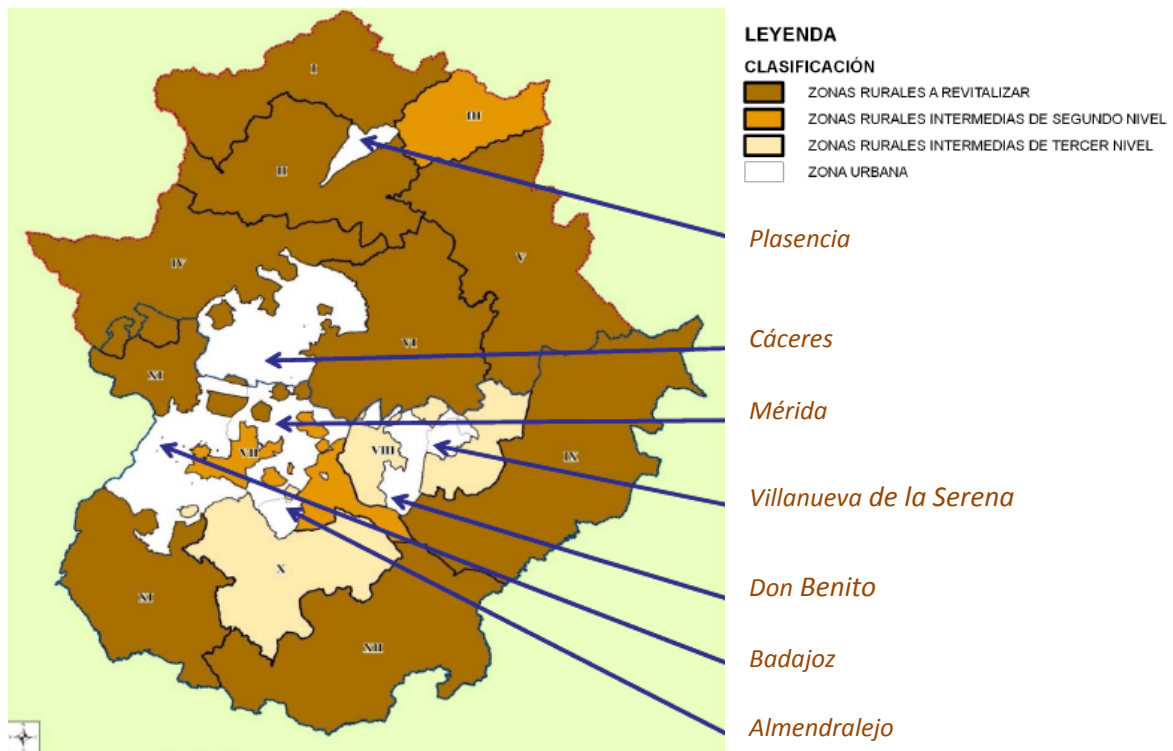 LEYENDA
CLASIFICACIÓN
ZONAS RURALES A REVITALIZAR
ZONAS RURALES INTERMEDIAS DE SEGUNDO NIVEL
ZONAS RURALES INTERMEDIAS DE TERCER NIVEL
ZONA URBANA
I
III
II
Plasencia
V
IV
Cáceres
VI
XI
Mérida
VII
VIII
IX
Villanueva de la Serena
X
Don Benito
XI
XII
Badajoz
Almendralejo